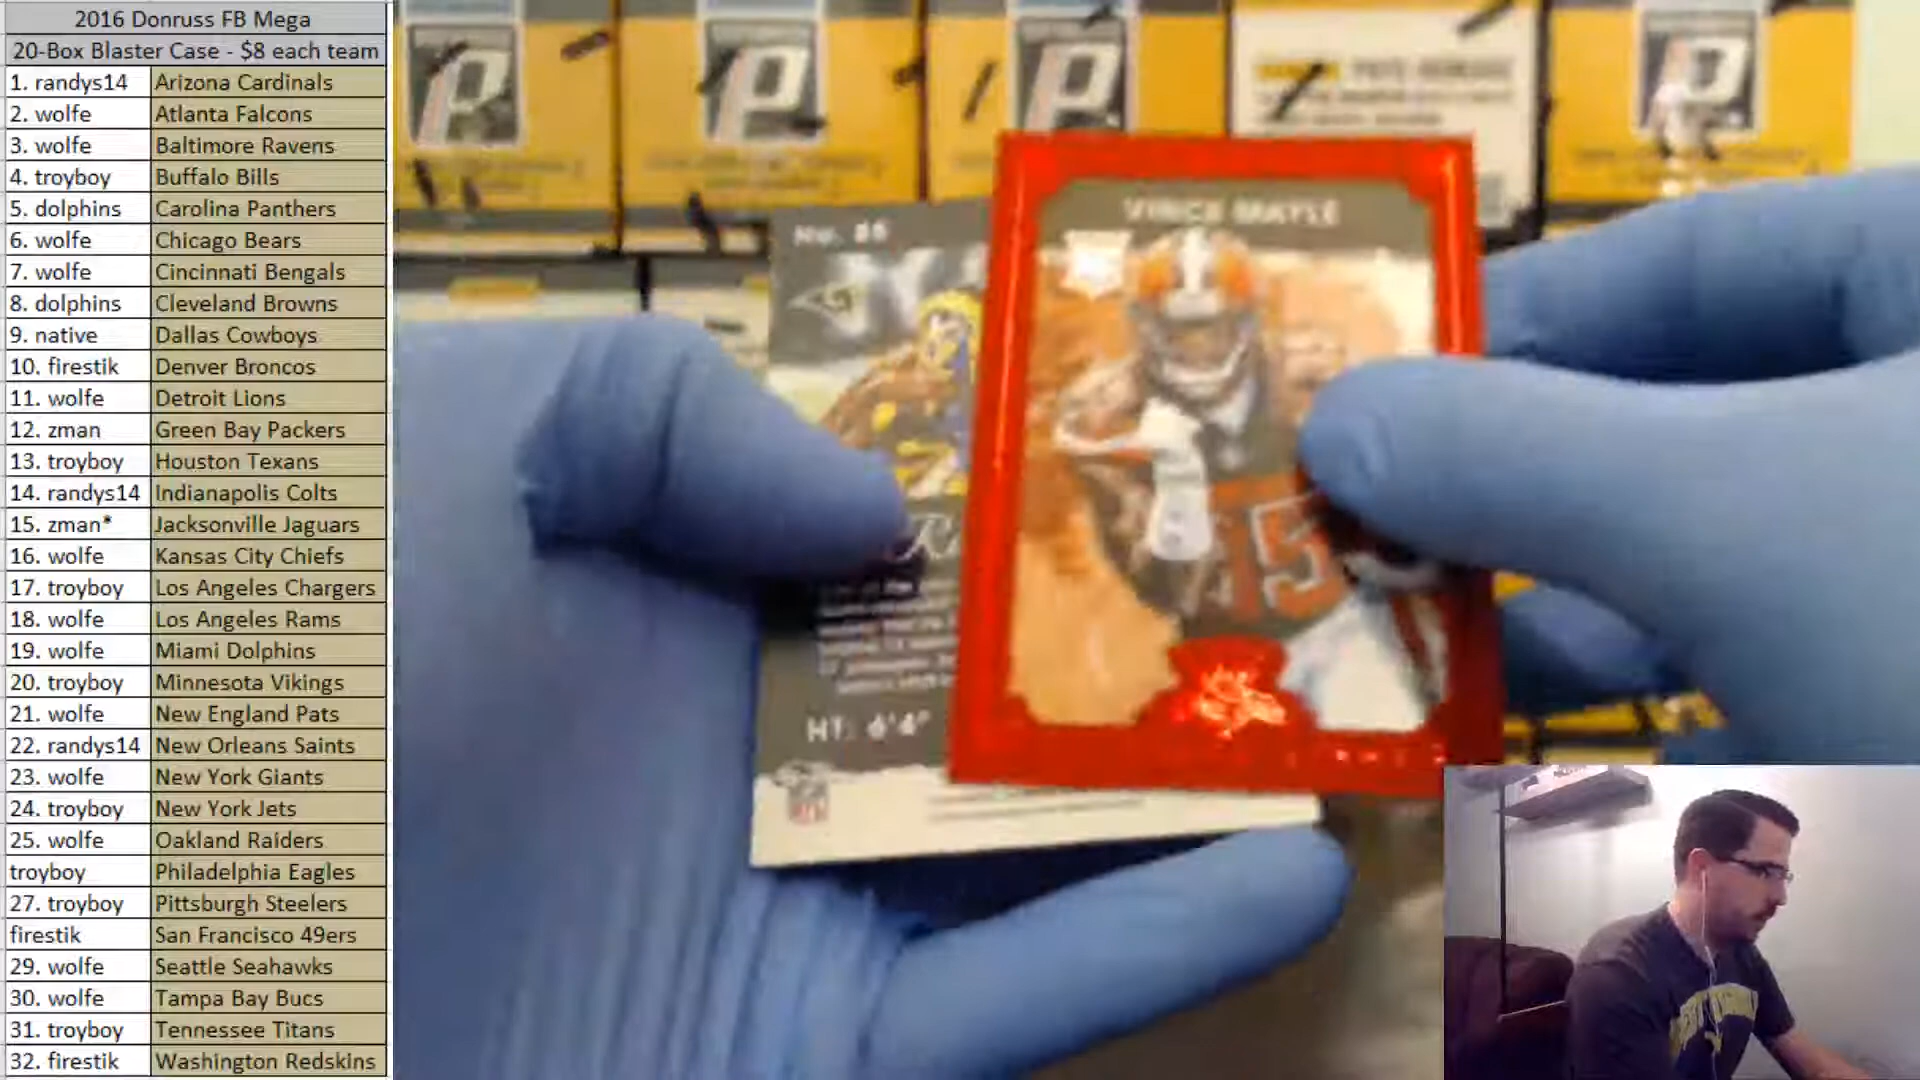 2016 Donruss FB Mega
20-Box Blaster Case - $8 each team
1. randys14 Arizona Cardinals
2. wolfe Atlanta Falcons
3. wolfe Baltimore Ravens
4. troyboy Buffalo Bills
5. dolphins Carolina Panthers
6. wolfe Chicago Bears
7. wolfe Cincinnati Bengals
8. dolphins Cleveland Browns
9. native Dallas Cowboys
10. firestik Denver Broncos
11. wolfe Detroit Lions
12. zman Green Bay Packers
13. troyboy Houston Texans
14. randys14 Indianapolis Colts
15. zman* Jacksonville Jaguars
16. wolfe Kansas City Chiefs
17. troyboy Los Angeles Chargers
18. wolfe Los Angeles Rams
19. wolfe Miami Dolphins
20. troyboy Minnesota Vikings
21. wolfe New England Pats
22. randys14 New Orleans Saints
23. wolfe New York Giants
24. troyboy New York Jets
25. wolfe Oakland Raiders
troyboy Philadelphia Eagles
27. troyboy Pittsburgh Steelers
firestik San Francisco 49ers
29. wolfe Seattle Seahawks
30. wolfe Tampa Bay Bucs
31. troyboy Tennessee Titans
32. firestik Washington Redskins
VINCE MAYLE
15
HT: 6'4"